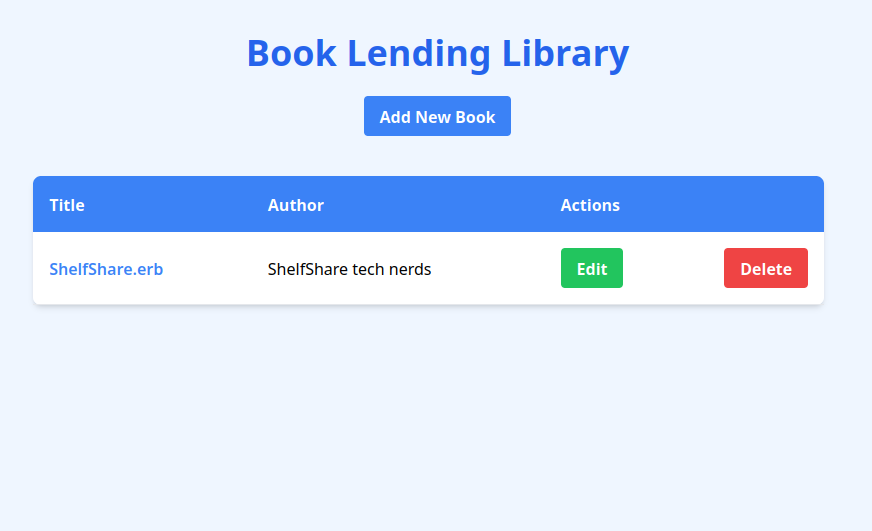 Book Lending Library
Add New Book
Title Author Actions
ShelfShare.erb ShelfShare tech nerds Edit Delete